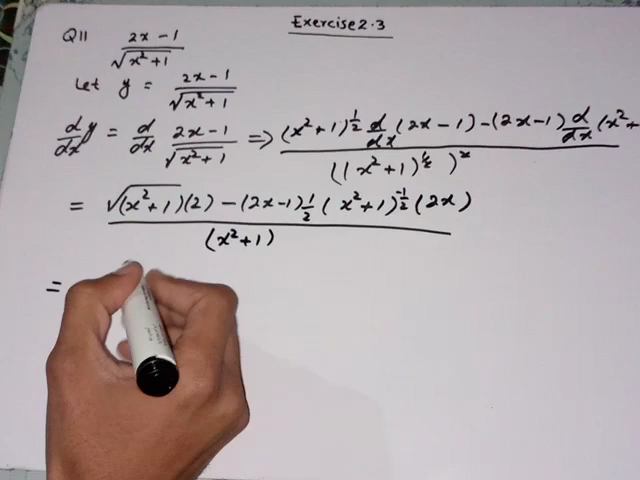 Exercise 2.3
Q11 2x-1/√(x²+1)
Let y = 2x-1/√(x²+1)
d/dx y = d/dx 2x-1/√(x²+1) => (x²+1)^½ d/dx (2x-1) - (2x-1) d/dx (x²+ / ((x²+1)^½)²
= √(x²+1)(2) - (2x-1) ½ (x²+1)^-½ (2x) / (x²+1)
=